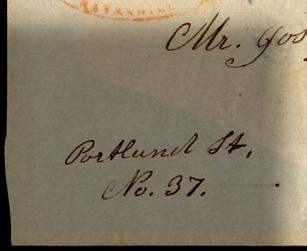 Mr. Jos
Portland St,
No. 37.